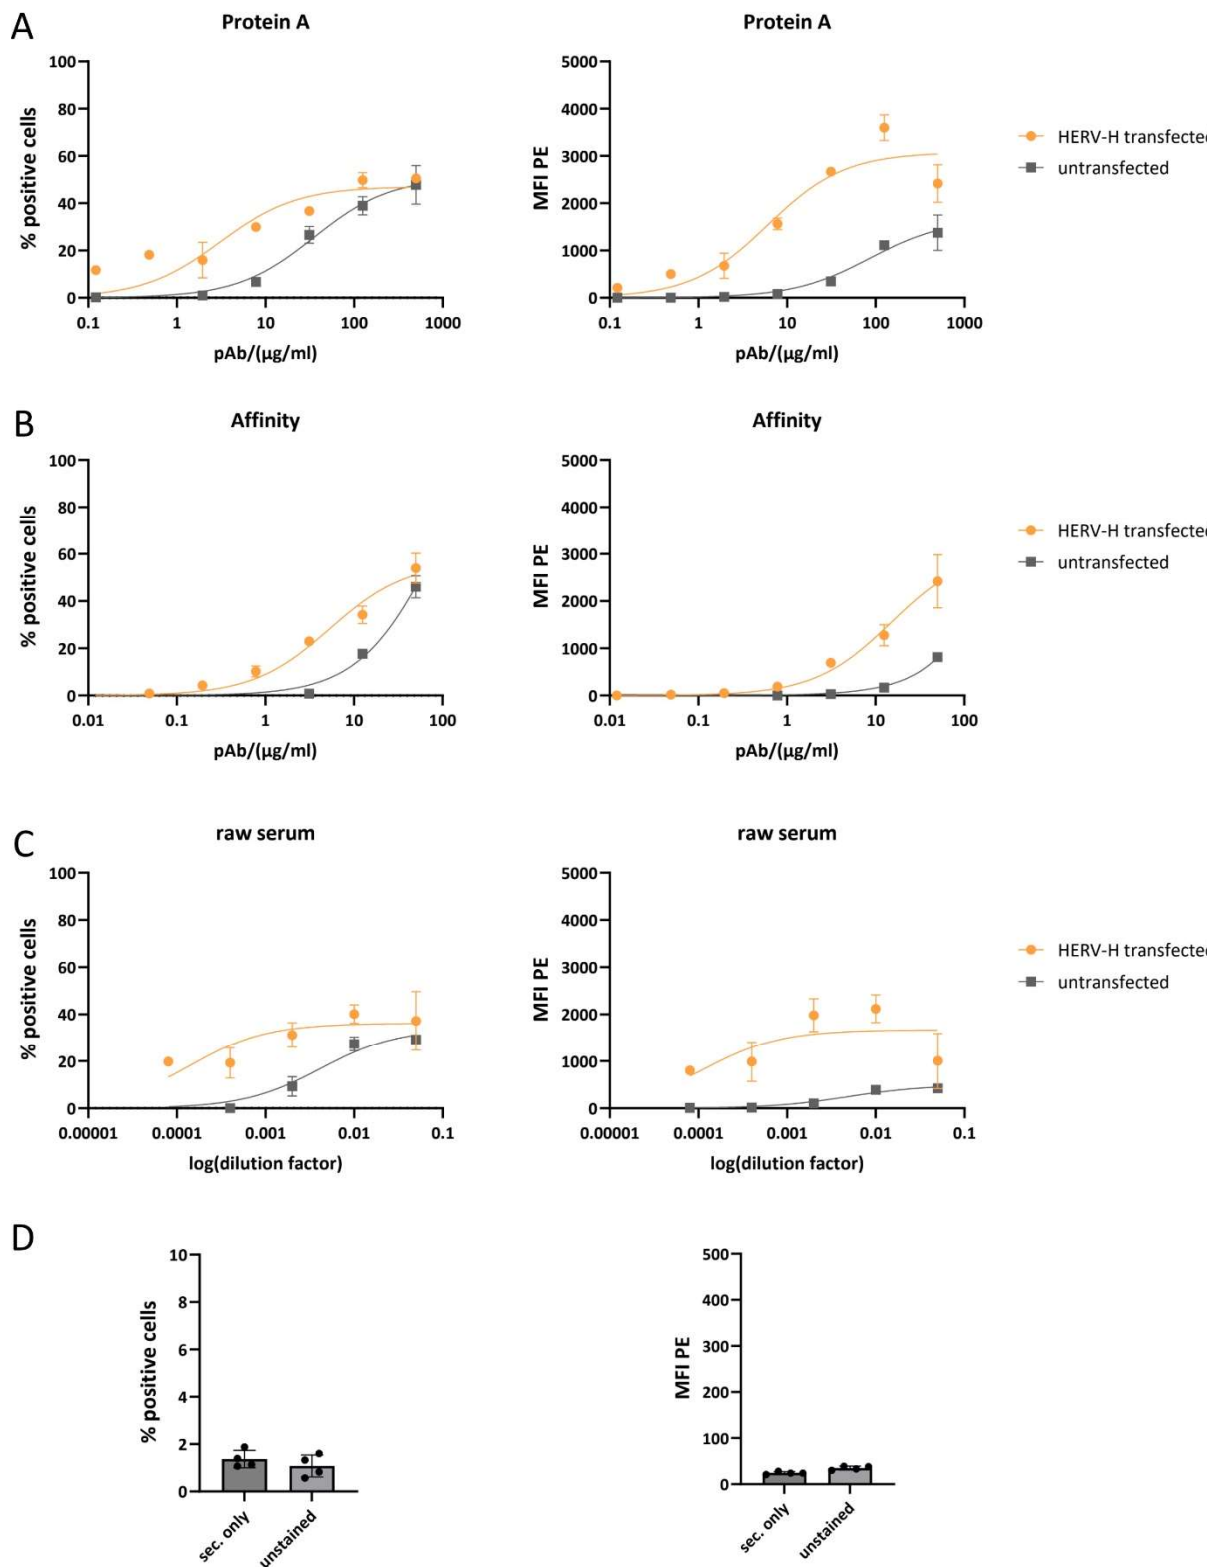 A
Protein A
% positive cells
100
80
60
40
20
0
0.1 1 10 100 1000
pAb/(μg/ml)
Protein A
MFI PE
5000
4000
3000
2000
1000
0
0.1 1 10 100 1000
pAb/(μg/ml)
HERV-H transfected
untransfected
B
Affinity
% positive cells
100
80
60
40
20
0
0.01 0.1 1 10 100
pAb/(μg/ml)
Affinity
MFI PE
5000
4000
3000
2000
1000
0
0.01 0.1 1 10 100
pAb/(μg/ml)
HERV-H transfected
untransfected
C
raw serum
% positive cells
100
80
60
40
20
0
0.00001 0.0001 0.001 0.01 0.1
log(dilution factor)
raw serum
MFI PE
5000
4000
3000
2000
1000
0
0.00001 0.0001 0.001 0.01 0.1
log(dilution factor)
HERV-H transfected
untransfected
D
% positive cells
10
8
6
4
2
0
sec. only
unstained
MFI PE
500
400
300
200
100
0
sec. only
unstained